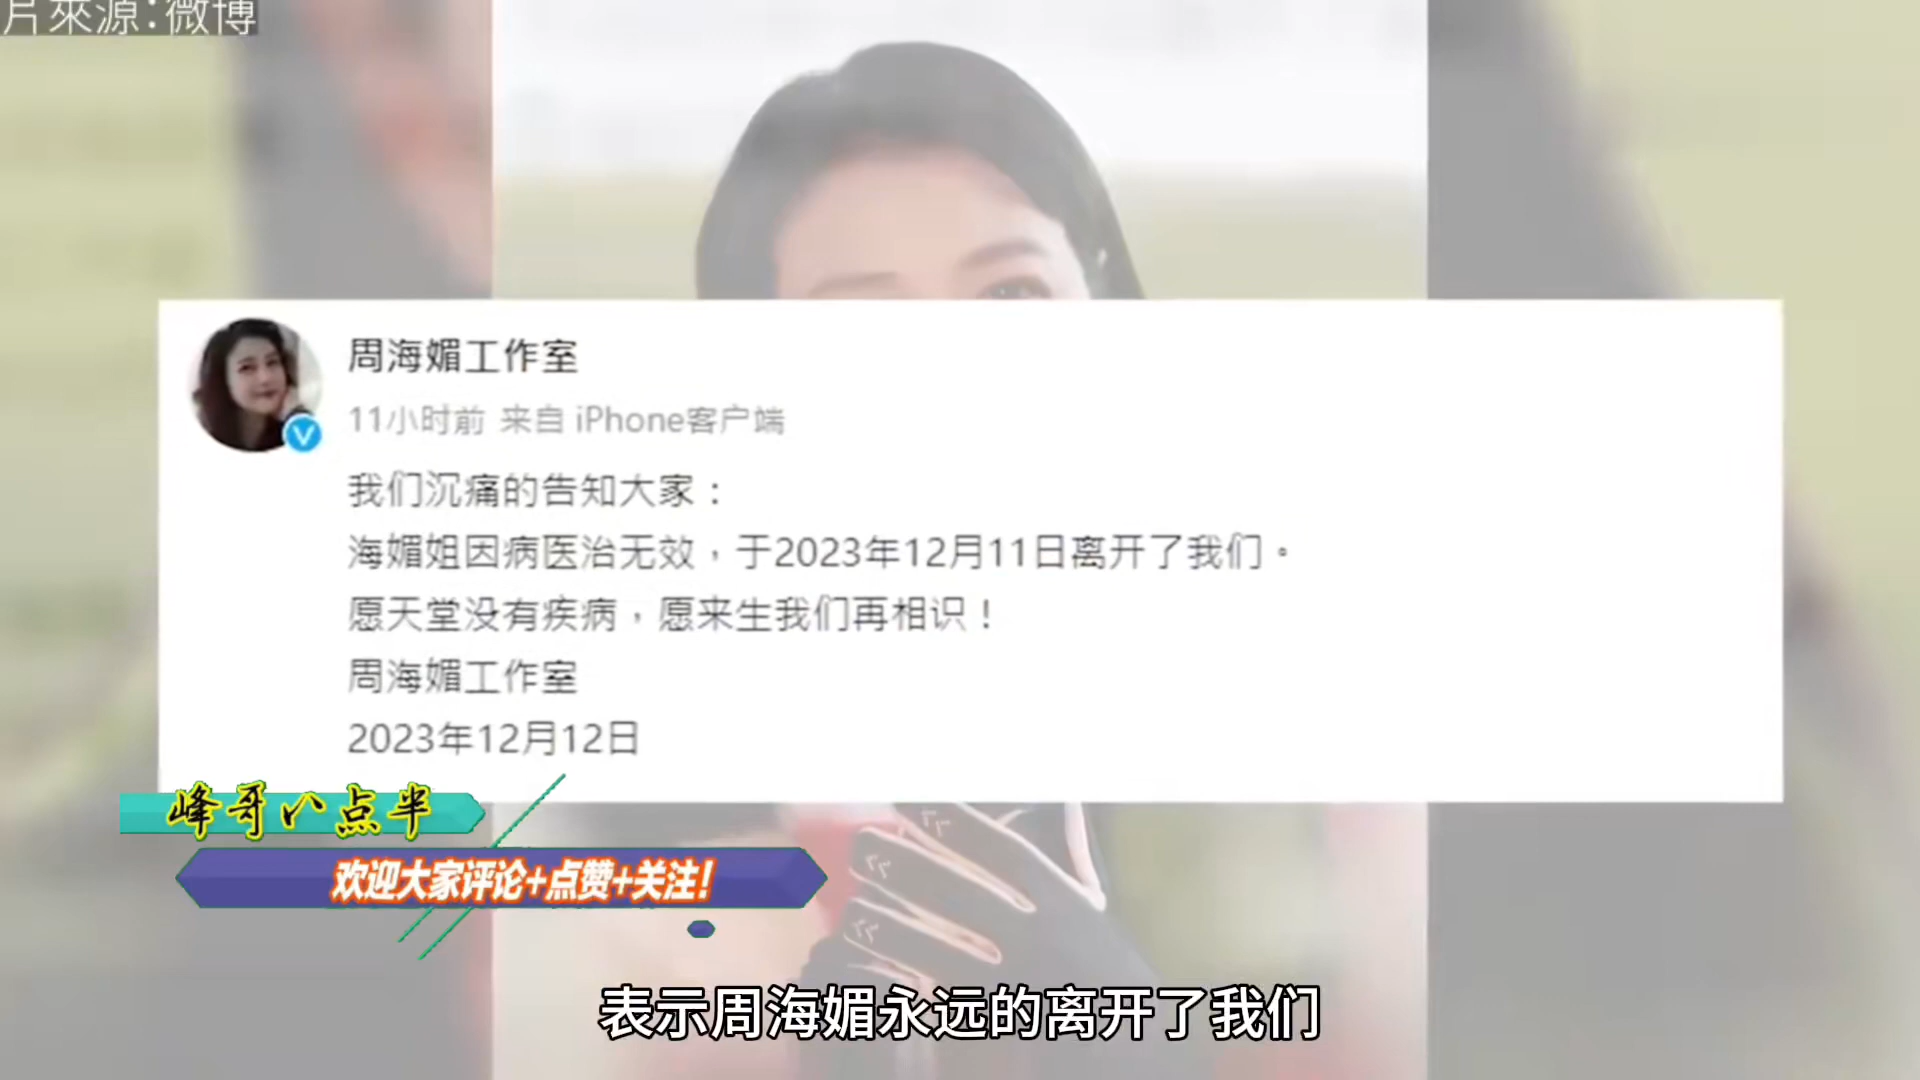 片來源:微博
周海媚工作室
11小时前 来自 iPhone客户端
我们沉痛的告知大家：
海媚姐因病医治无效，于2023年12月11日离开了我们。
愿天堂没有疾病，愿来生我们再相识！
周海媚工作室
2023年12月12日
峰哥八点半
欢迎大家评论+点赞+关注!
表示周海媚永远的离开了我们